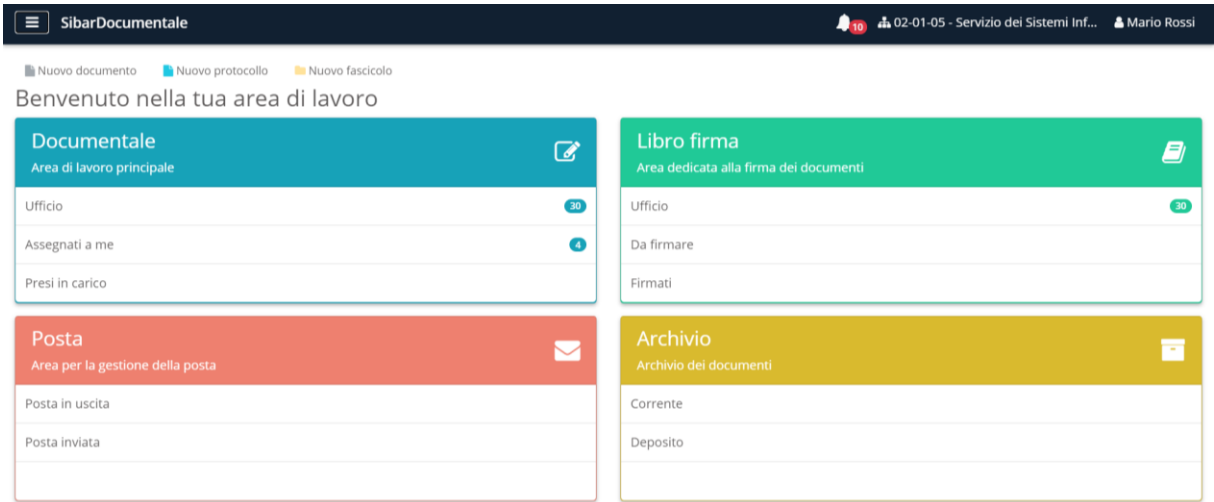 SibarDocumentale
10
02-01-05 - Servizio dei Sistemi Inf...
Mario Rossi
Nuovo documento
Nuovo protocollo
Nuovo fascicolo
Benvenuto nella tua area di lavoro
Documentale
Area di lavoro principale
Ufficio
30
Assegnati a me
4
Presi in carico
Libro firma
Area dedicata alla firma dei documenti
Ufficio
30
Da firmare
Firmati
Posta
Area per la gestione della posta
Posta in uscita
Posta inviata
Archivio
Archivio dei documenti
Corrente
Deposito